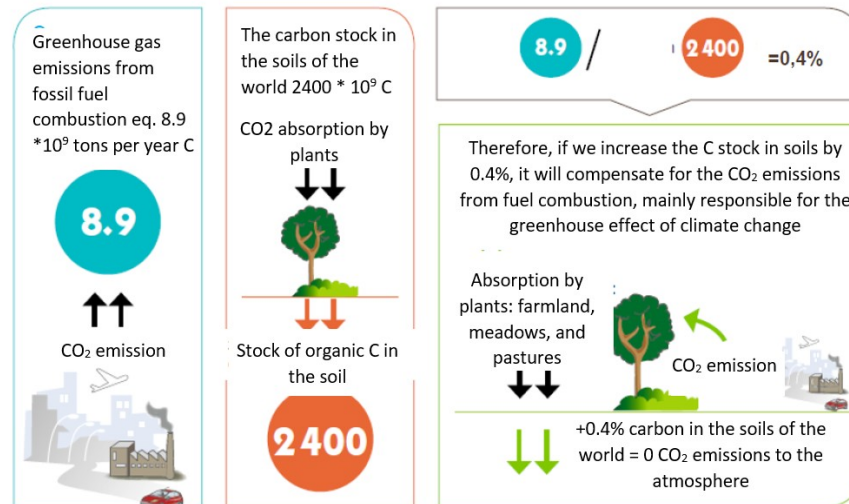 Greenhouse gas
emissions from
fossil fuel
combustion eq. 8.9
*10⁹ tons per year C
8.9
CO₂ emission
The carbon stock in
the soils of the
world 2400 * 10⁹ C
CO2 absorption by
plants
Stock of organic C in
the soil
2400
8.9 / 2400 =0,4%
Therefore, if we increase the C stock in soils by
0.4%, it will compensate for the CO₂ emissions
from fuel combustion, mainly responsible for the
greenhouse effect of climate change
Absorption by
plants: farmland,
meadows, and
pastures
CO₂ emission
+0.4% carbon in the soils of the
world = 0 CO₂ emissions to the
atmosphere